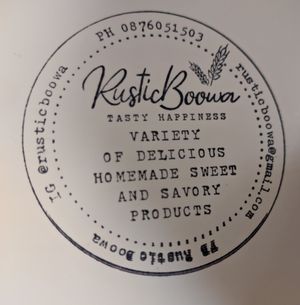 PH 0876051503
IG @rusticboowa
rusticboowa@gmail.com
RusticBoowa
TASTY HAPPINESS
VARIETY
OF DELICIOUS
HOMEMADE SWEET
AND SAVORY
PRODUCTS
FB Rustic Boowa